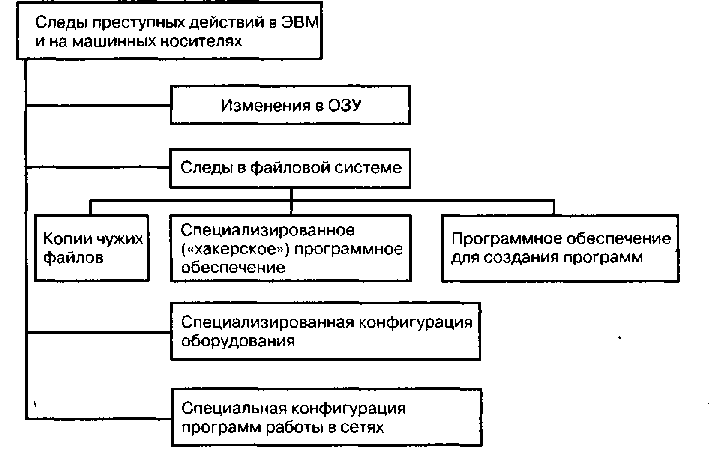 Следы преступных действий в ЭВМ
и на машинных носителях
Изменения в ОЗУ
Следы в файловой системе
Копии чужих
файлов
Специализированное
(«хакерское») программное
обеспечение
Программное обеспечение
для создания программ
Специализированная конфигурация
оборудования
Специальная конфигурация
программ работы в сетях